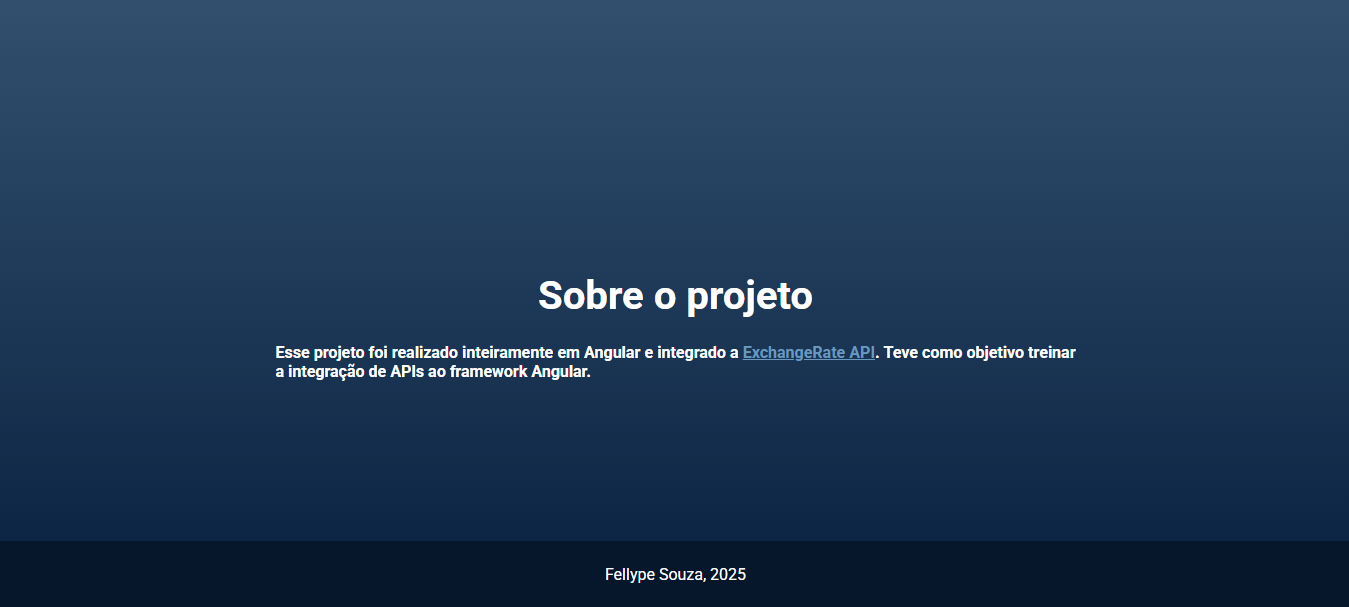 Sobre o projeto
Esse projeto foi realizado inteiramente em Angular e integrado a ExchangeRate API. Teve como objetivo treinar
a integração de APIs ao framework Angular.
Fellype Souza, 2025